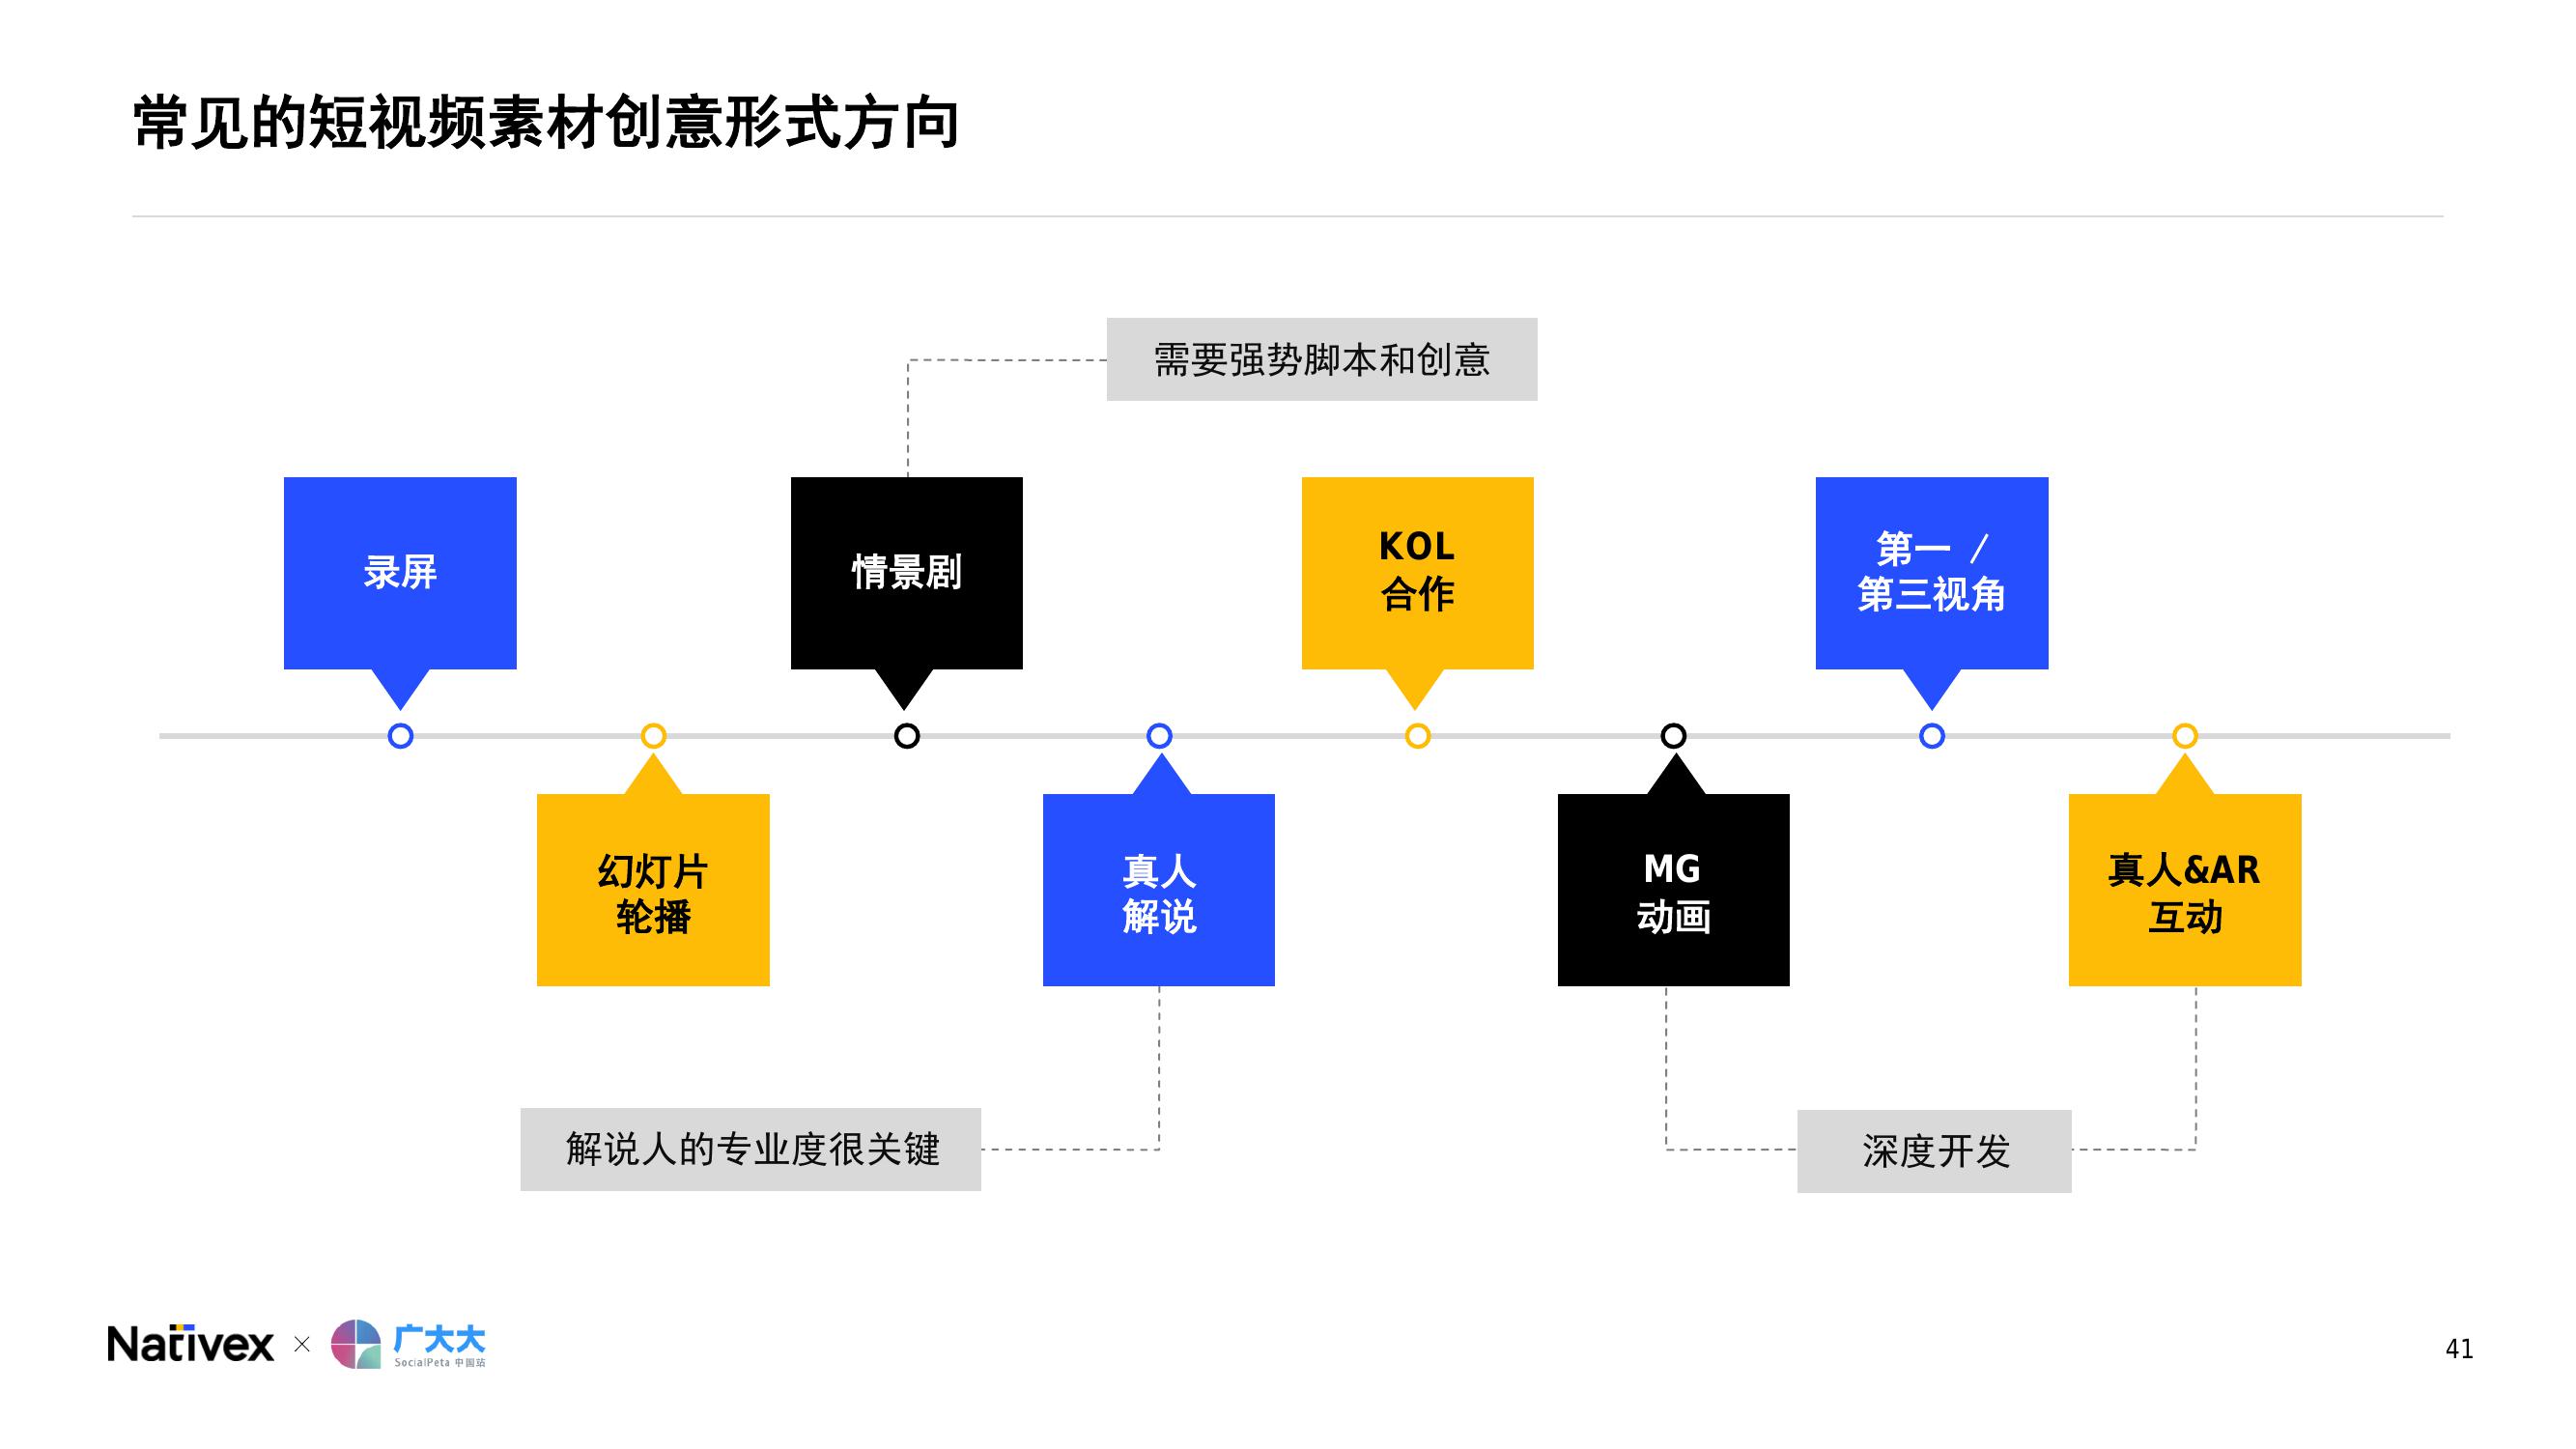 常见的短视频素材创意形式方向
需要强势脚本和创意
录屏
情景剧
KOL
合作
第一 /
第三视角
幻灯片
轮播
真人
解说
MG
动画
真人&AR
互动
解说人的专业度很关键
深度开发
Nativex × 广大大
SocialPeta 中国站
41